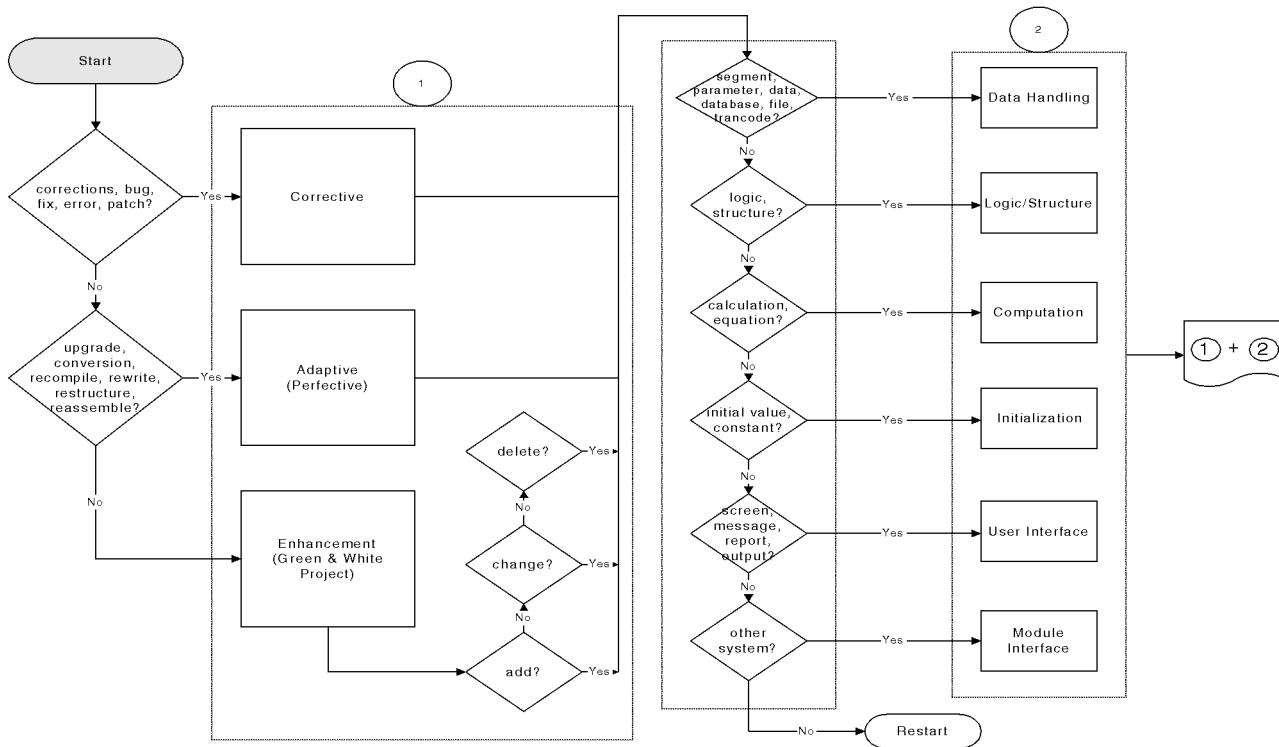 Start
1
corrections, bug,
fix, error, patch?
Yes
Corrective
No
upgrade,
conversion,
recompile, rewrite,
restructure,
reassemble?
Yes
Adaptive
(Perfective)
No
Enhancement
(Green & White
Project)
delete?
Yes
No
change?
Yes
No
add?
Yes
segment,
parameter, data,
database, file,
trancode?
Yes
No
logic,
structure?
Yes
No
calculation,
equation?
Yes
No
initial value,
constant?
Yes
No
screen,
message,
report,
output?
Yes
No
other
system?
Yes
No
Restart
2
Data Handling
Logic/Structure
Computation
Initialization
User Interface
Module
Interface
1 + 2